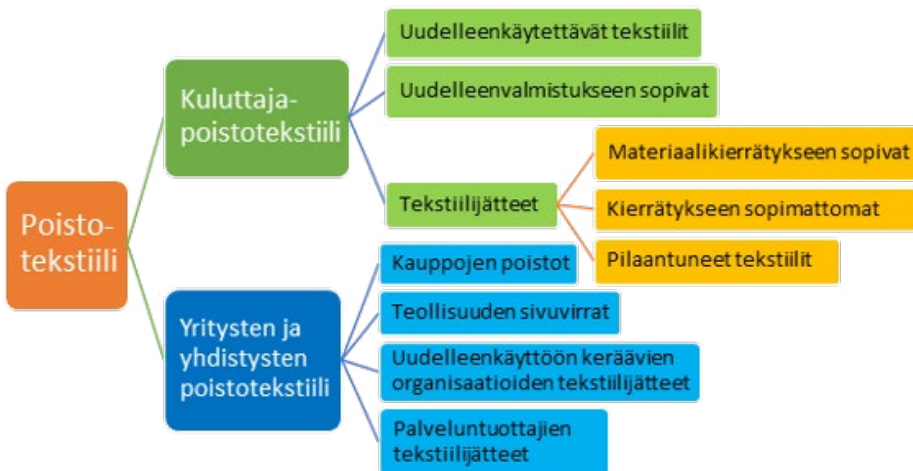 Poisto-
tekstiili
Kuluttaja-
poistotekstiili
Uudelleenkäytettävät tekstiilit
Uudelleenvalmistukseen sopivat
Tekstiilijätteet
Materiaalikierrätykseen sopivat
Kierrätykseen sopimattomat
Pilaantuneet tekstiilit
Yritysten ja
yhdistysten
poistotekstiili
Kauppojen poistot
Teollisuuden sivuvirrat
Uudelleenkäyttöön keräävien
organisaatioiden tekstiilijätteet
Palveluntuottajien
tekstiilijätteet